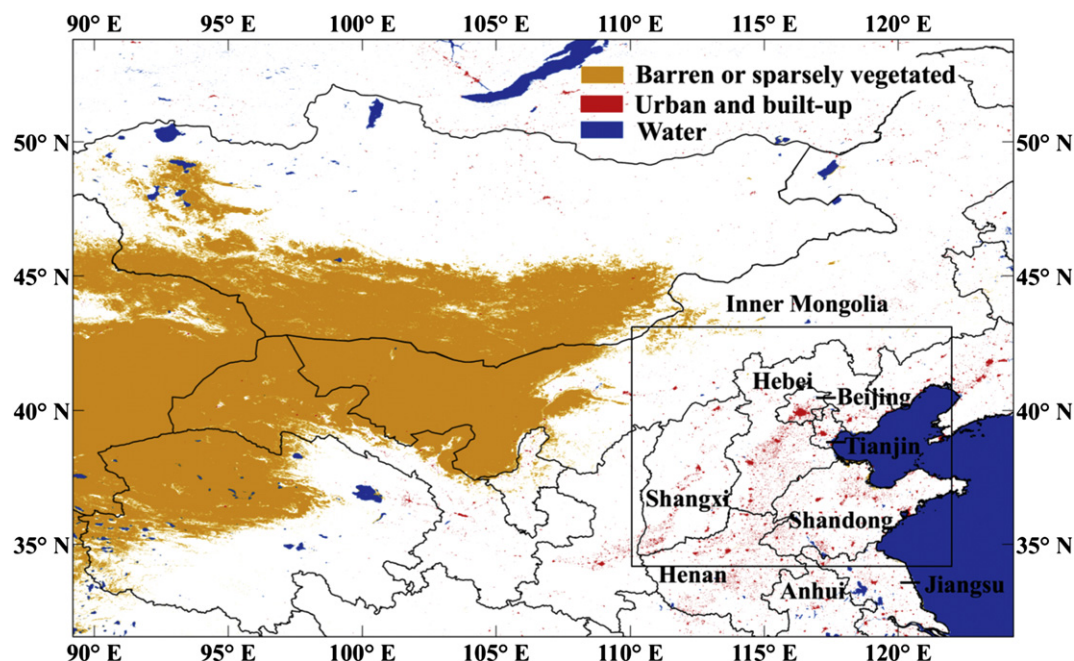 90° E 95° E 100° E 105° E 110° E 115° E 120° E
Barren or sparsely vegetated
Urban and built-up
Water
50° N 50° N
45° N 45° N
Inner Mongolia
Hebei
Beijing
40° N 40° N
Tianjin
Shangxi
Shandong
35° N 35° N
Henan
Anhui
Jiangsu
90° E 95° E 100° E 105° E 110° E 115° E 120° E